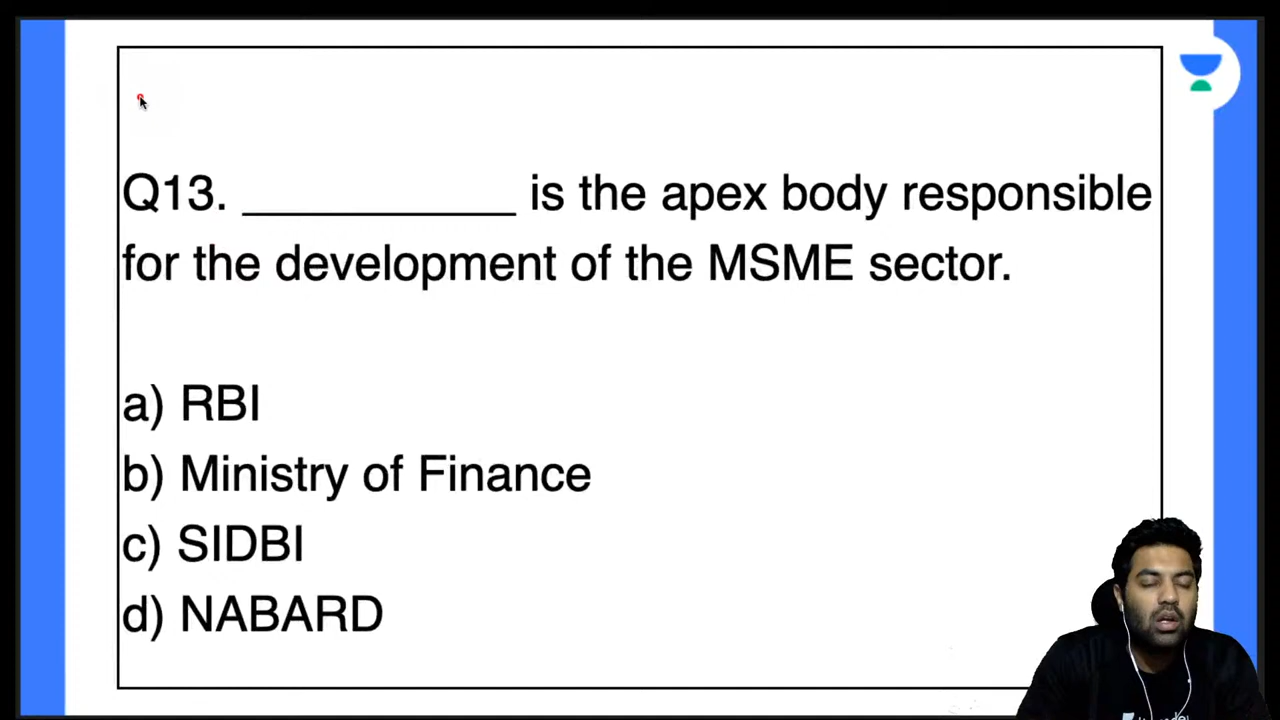 Q13. ___________ is the apex body responsible
for the development of the MSME sector.
a) RBI
b) Ministry of Finance
c) SIDBI
d) NABARD